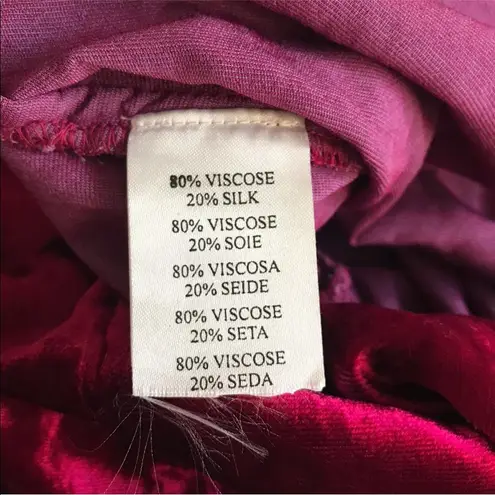 80% VISCOSE
20% SILK
80% VISCOSE
20% SOIE
80% VISCOSA
20% SEIDE
80% VISCOSE
20% SETA
80% VISCOSE
20% SEDA